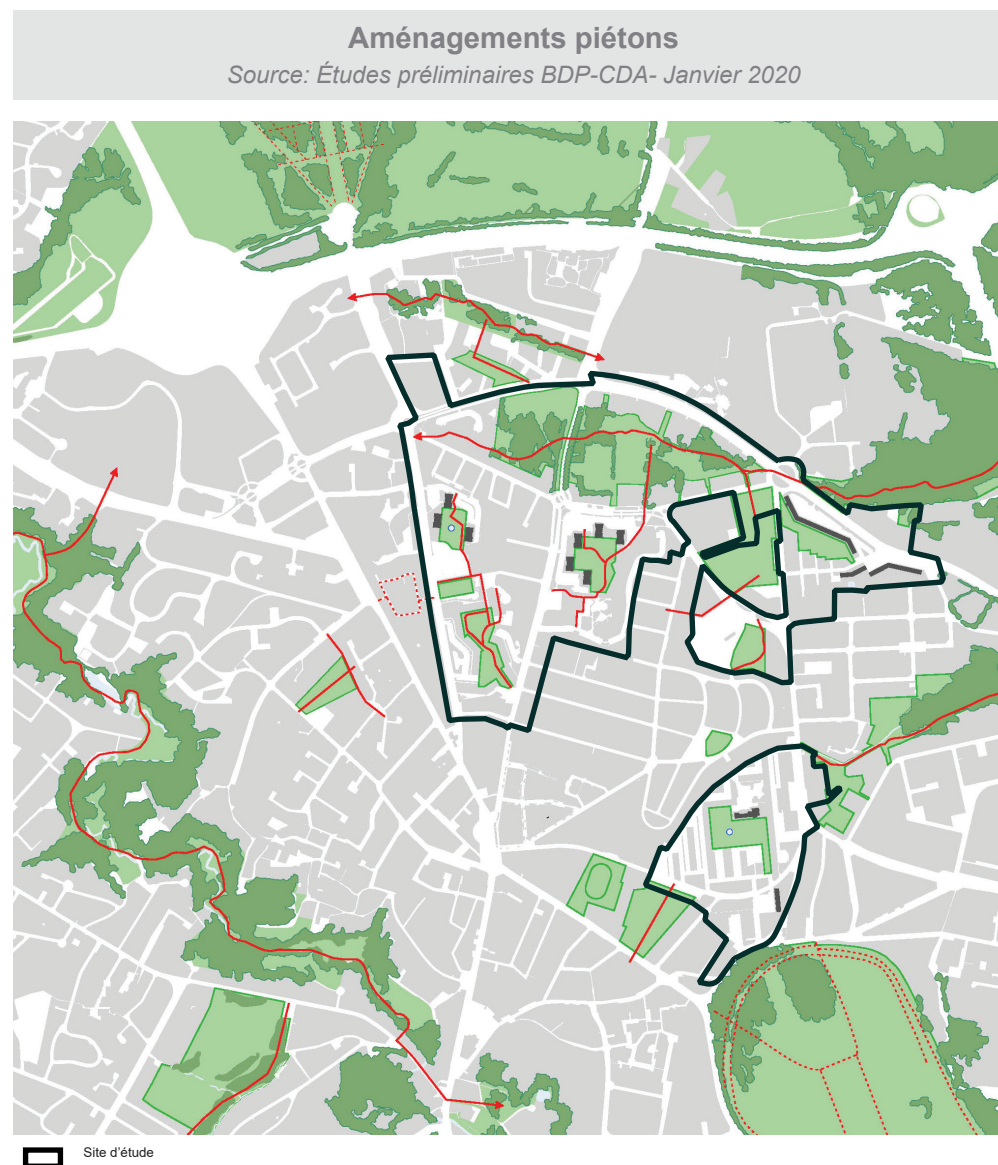 Aménagements piétons
Source: Études préliminaires BDP-CDA- Janvier 2020
Site d'étude